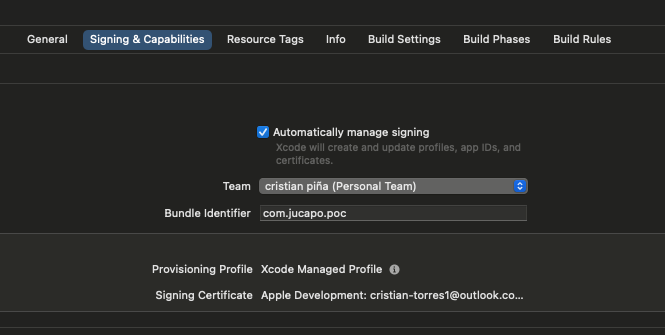 General Signing & Capabilities Resource Tags Info Build Settings Build Phases Build Rules
Automatically manage signing
Xcode will create and update profiles, app IDs, and
certificates.
Team cristian piña (Personal Team)
Bundle Identifier com.jucapo.poc
Provisioning Profile Xcode Managed Profile
Signing Certificate Apple Development: cristian-torres1@outlook.co...